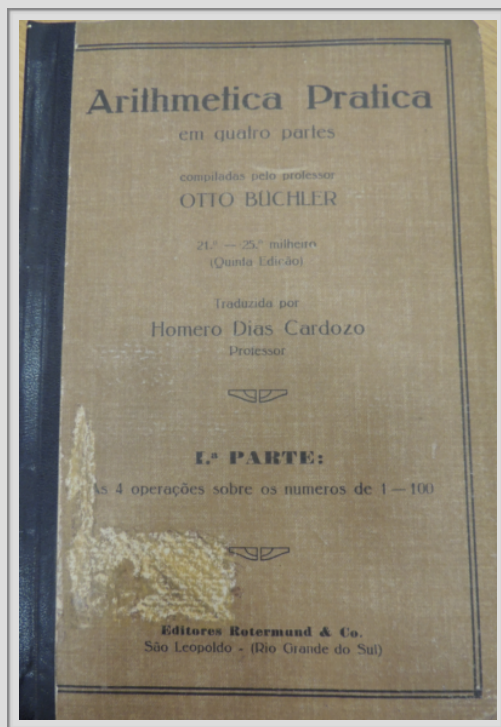 Arithmetica Pratica
em quatro partes
compiladas pelo professor
OTTO BÜCHLER
21.º — 25.º milheiro
(Quinta Edição)
Traduzida por
Homero Dias Cardozo
Professor
I.ª PARTE:
As 4 operações sobre os numeros de 1 — 100
Editores Rotermund & Co.
São Leopoldo - (Rio Grande do Sul)